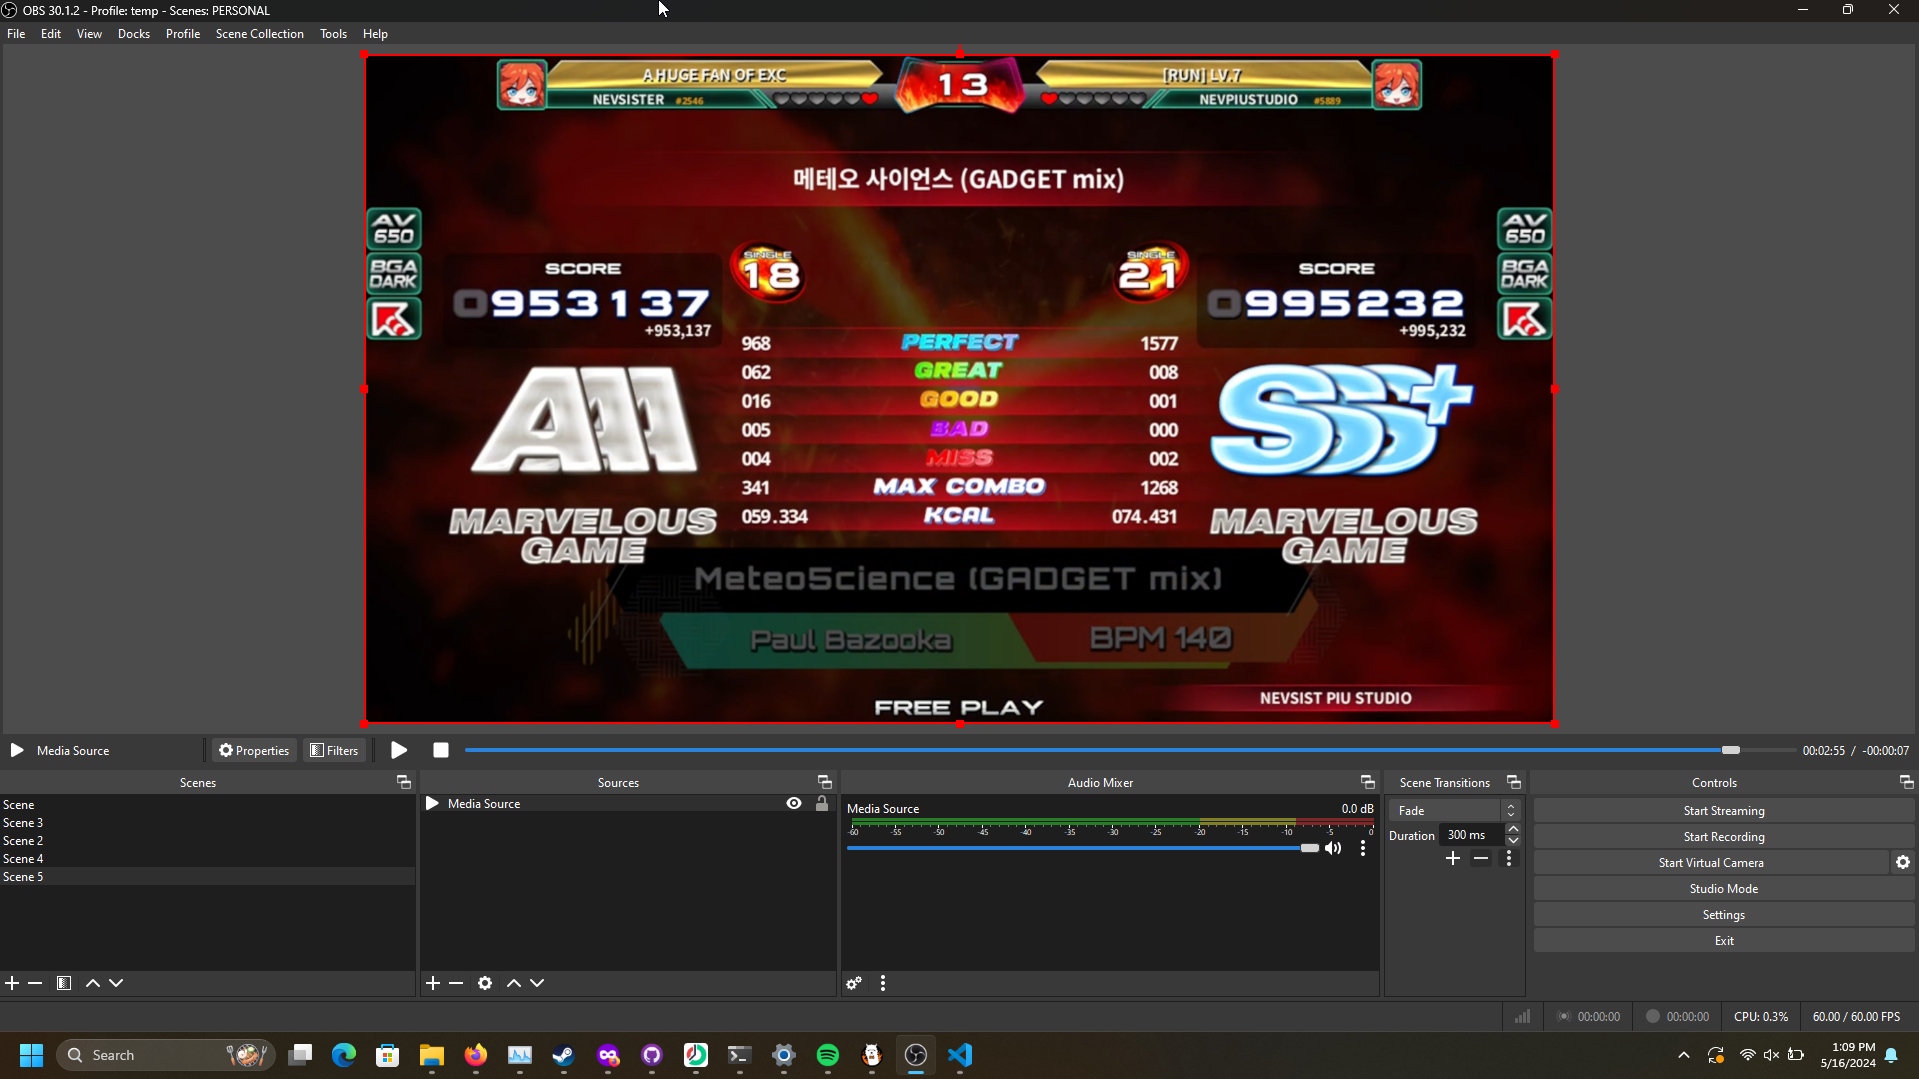 OBS 30.1.2 - Profile: temp - Scenes: PERSONAL
File Edit View Docks Profile Scene Collection Tools Help
A HUGE FAN OF EXC
NEVSISTER #2546
13
[RUN] LV.7
NEVPIUSTUDIO #5889
메테오 사이언스 (GADGET mix)
AV 650
BGA DARK
AV 650
BGA DARK
SCORE
0953137
+953,137
SINGLE
18
SINGLE
21
SCORE
0995232
+995,232
968 PERFECT 1577
062 GREAT 008
016 GOOD 001
005 BAD 000
004 MISS 002
341 MAX COMBO 1268
059.334 KCAL 074.431
AAA
MARVELOUS
GAME
SSS+
MARVELOUS
GAME
MeteoScience (GADGET mix)
Paul Bazooka
BPM 140
FREE PLAY
NEVSIST PIU STUDIO
Media Source Properties Filters 00:02:55 / -00:00:07
Scenes
Scene
Scene 3
Scene 2
Scene 4
Scene 5
Sources
Media Source
Audio Mixer
Media Source 0.0 dB
-60 -55 -50 -45 -40 -35 -30 -25 -20 -15 -10 -5 0
Scene Transitions
Fade
Duration 300 ms
Controls
Start Streaming
Start Recording
Start Virtual Camera
Studio Mode
Settings
Exit
00:00:00 00:00:00 CPU: 0.3% 60.00 / 60.00 FPS
Search
1:09 PM
5/16/2024